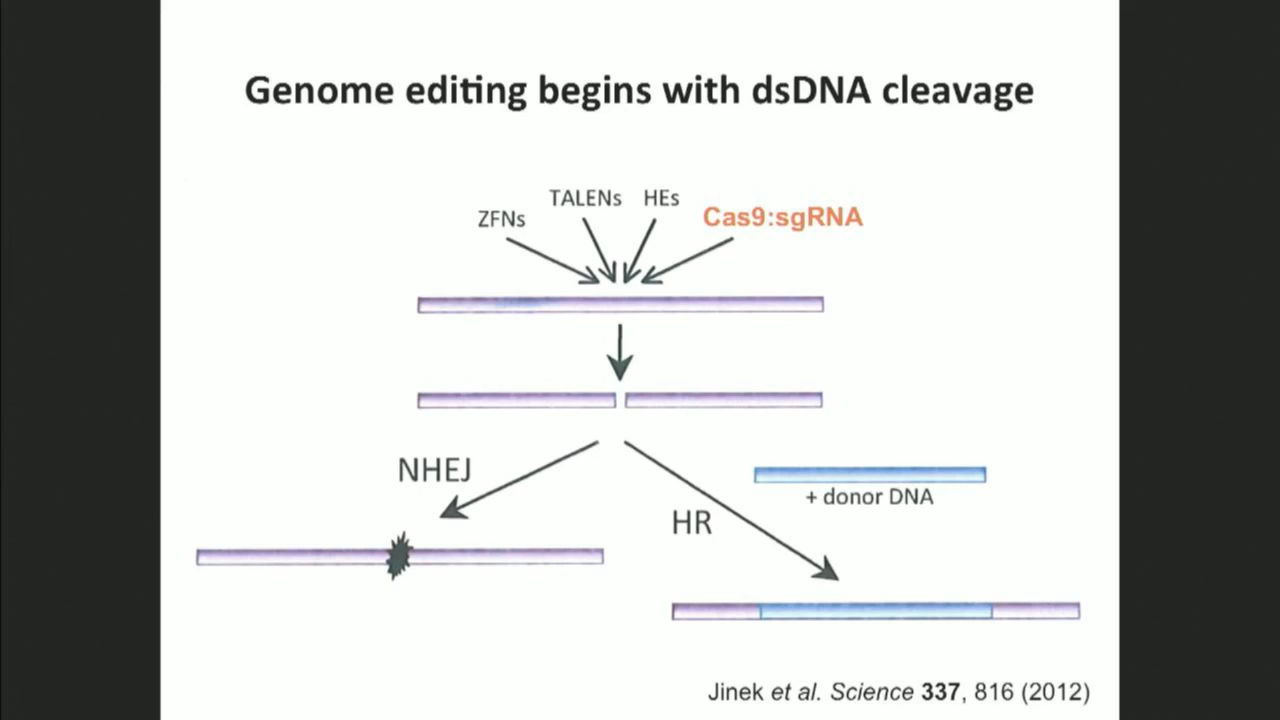 Genome editing begins with dsDNA cleavage
TALENs HEs
ZFNs Cas9:sgRNA
NHEJ
+ donor DNA
HR
Jinek et al. Science 337, 816 (2012)